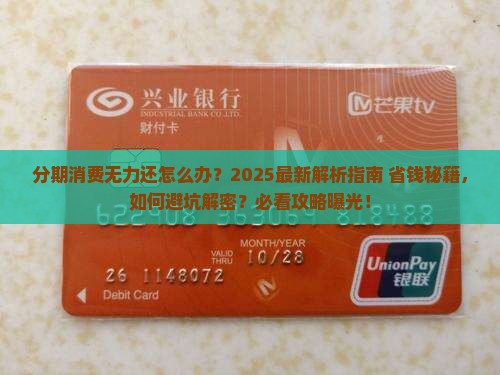 兴业银行
INDUSTRIAL BANK CO.,LTD.
财付卡
芒果tv
分期消费无力还怎么办？2025最新解析指南 省钱秘籍，
如何避坑解密？必看攻略曝光！
MONTH/YEAR
VALID
THRU
10/28
26 1148072
Debit Card
UnionPay
银联